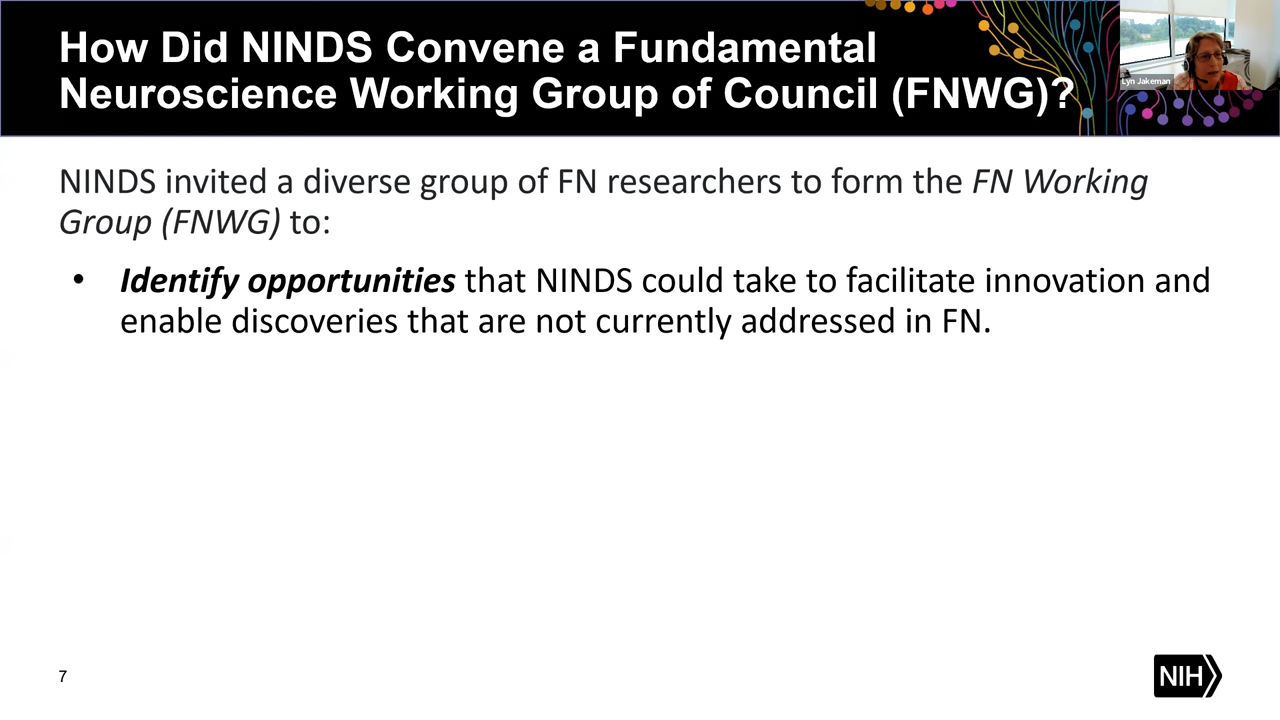 How Did NINDS Convene a Fundamental
Neuroscience Working Group of Council (FNWG)?
Lyn Jakeman
NINDS invited a diverse group of FN researchers to form the FN Working
Group (FNWG) to:
• Identify opportunities that NINDS could take to facilitate innovation and
enable discoveries that are not currently addressed in FN.
7
NIH